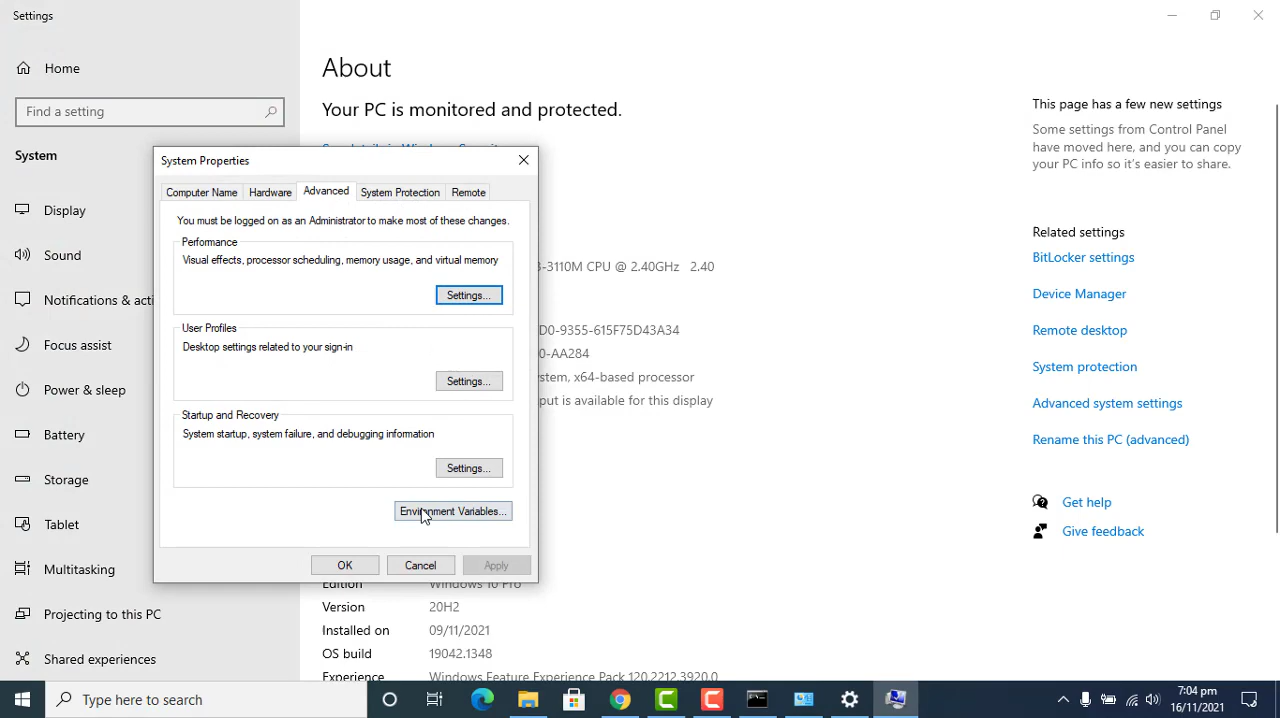 Settings
Home
Find a setting
System
Display
Sound
Notifications & acti
Focus assist
Power & sleep
Battery
Storage
Tablet
Multitasking
Projecting to this PC
Shared experiences
About
Your PC is monitored and protected.
System Properties
Computer Name
Hardware
Advanced
System Protection
Remote
You must be logged on as an Administrator to make most of these changes.
Performance
Visual effects, processor scheduling, memory usage, and virtual memory
Settings...
User Profiles
Desktop settings related to your sign-in
Settings...
Startup and Recovery
System startup, system failure, and debugging information
Settings...
Environment Variables...
OK
Cancel
Apply
3-3110M CPU @ 2.40GHz 2.40
D0-9355-615F75D43A34
0-AA284
stem, x64-based processor
put is available for this display
Edition Windows 10 Pro
Version 20H2
Installed on 09/11/2021
OS build 19042.1348
Experience Windows Feature Experience Pack 120.2212.3920.0
This page has a few new settings
Some settings from Control Panel
have moved here, and you can copy
your PC info so it's easier to share.
Related settings
BitLocker settings
Device Manager
Remote desktop
System protection
Advanced system settings
Rename this PC (advanced)
Get help
Give feedback
Type here to search
7:04 pm
16/11/2021